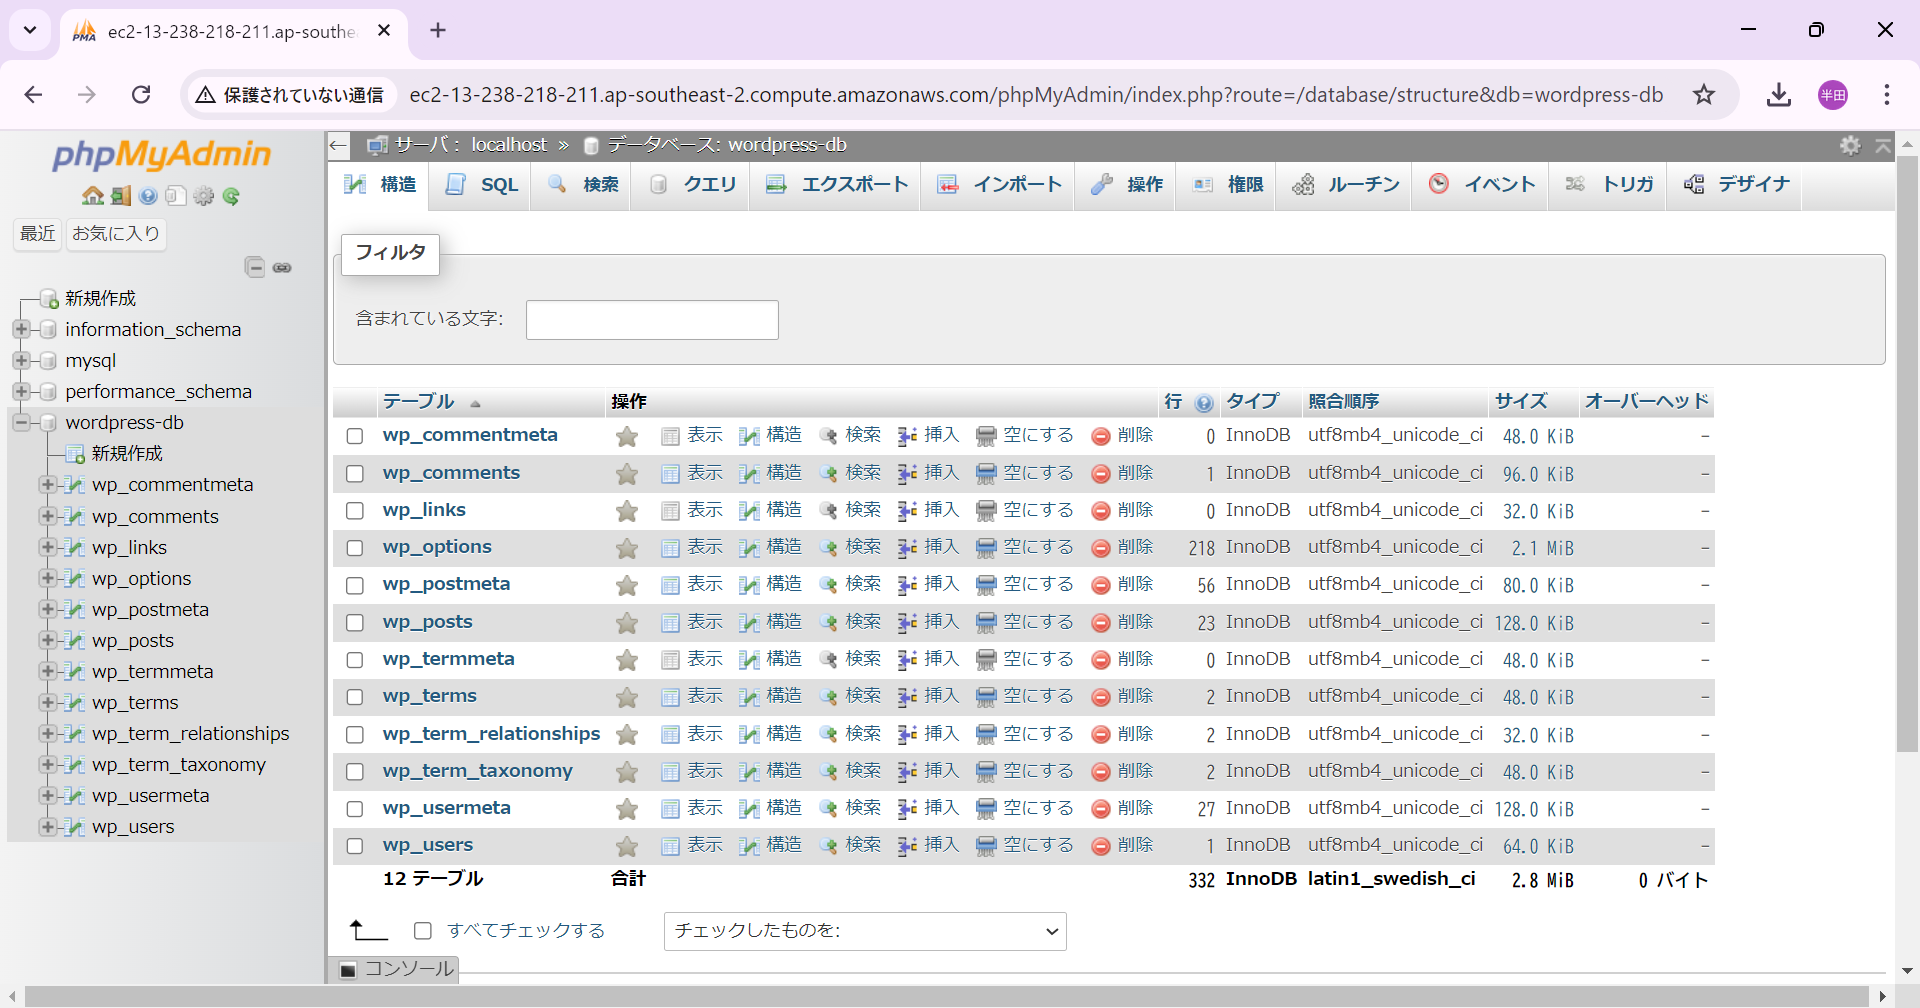 ec2-13-238-218-211.ap-southe
保護されていない通信
ec2-13-238-218-211.ap-southeast-2.compute.amazonaws.com/phpMyAdmin/index.php?route=/database/structure&db=wordpress-db
半田
phpMyAdmin
最近 お気に入り
新規作成
information_schema
mysql
performance_schema
wordpress-db
新規作成
wp_commentmeta
wp_comments
wp_links
wp_options
wp_postmeta
wp_posts
wp_termmeta
wp_terms
wp_term_relationships
wp_term_taxonomy
wp_usermeta
wp_users
サーバ: localhost » データベース: wordpress-db
構造 SQL 検索 クエリ エクスポート インポート 操作 権限 ルーチン イベント トリガ デザイナ
フィルタ
含まれている文字:
テーブル 操作 行 タイプ 照合順序 サイズ オーバーヘッド
wp_commentmeta 表示 構造 検索 挿入 空にする 削除 0 InnoDB utf8mb4_unicode_ci 48.0 KiB –
wp_comments 表示 構造 検索 挿入 空にする 削除 1 InnoDB utf8mb4_unicode_ci 96.0 KiB –
wp_links 表示 構造 検索 挿入 空にする 削除 0 InnoDB utf8mb4_unicode_ci 32.0 KiB –
wp_options 表示 構造 検索 挿入 空にする 削除 218 InnoDB utf8mb4_unicode_ci 2.1 MiB –
wp_postmeta 表示 構造 検索 挿入 空にする 削除 56 InnoDB utf8mb4_unicode_ci 80.0 KiB –
wp_posts 表示 構造 検索 挿入 空にする 削除 23 InnoDB utf8mb4_unicode_ci 128.0 KiB –
wp_termmeta 表示 構造 検索 挿入 空にする 削除 0 InnoDB utf8mb4_unicode_ci 48.0 KiB –
wp_terms 表示 構造 検索 挿入 空にする 削除 2 InnoDB utf8mb4_unicode_ci 48.0 KiB –
wp_term_relationships 表示 構造 検索 挿入 空にする 削除 2 InnoDB utf8mb4_unicode_ci 32.0 KiB –
wp_term_taxonomy 表示 構造 検索 挿入 空にする 削除 2 InnoDB utf8mb4_unicode_ci 48.0 KiB –
wp_usermeta 表示 構造 検索 挿入 空にする 削除 27 InnoDB utf8mb4_unicode_ci 128.0 KiB –
wp_users 表示 構造 検索 挿入 空にする 削除 1 InnoDB utf8mb4_unicode_ci 64.0 KiB –
12 テーブル 合計 332 InnoDB latin1_swedish_ci 2.8 MiB 0 バイト
すべてチェックする チェックしたものを:
コンソール